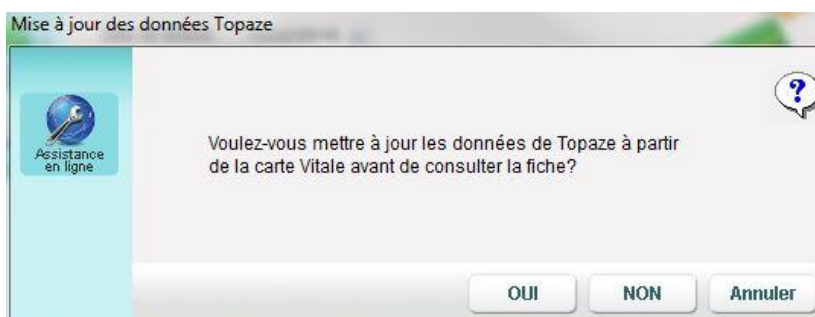 Mise à jour des données Topaze
Assistance
en ligne
Voulez-vous mettre à jour les données de Topaze à partir
de la carte Vitale avant de consulter la fiche?
OUI
NON
Annuler